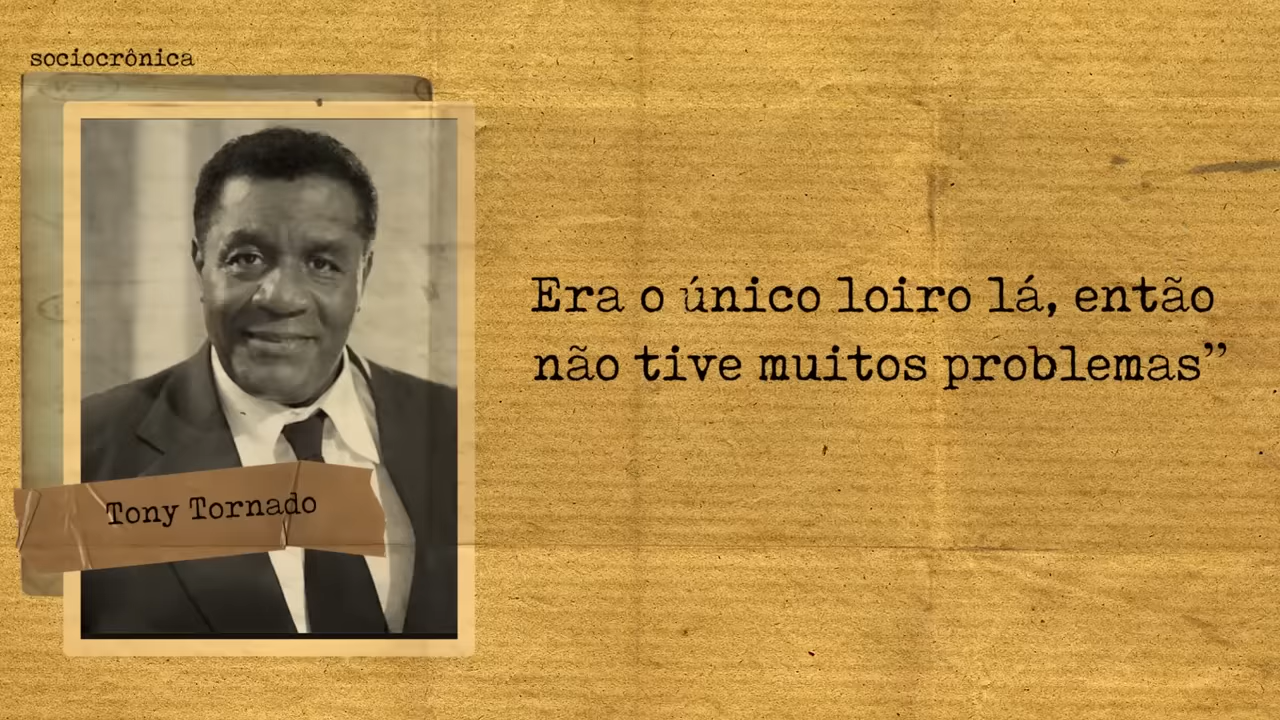 sociocrônica
Era o único loiro lá, então
não tive muitos problemas”
Tony Tornado